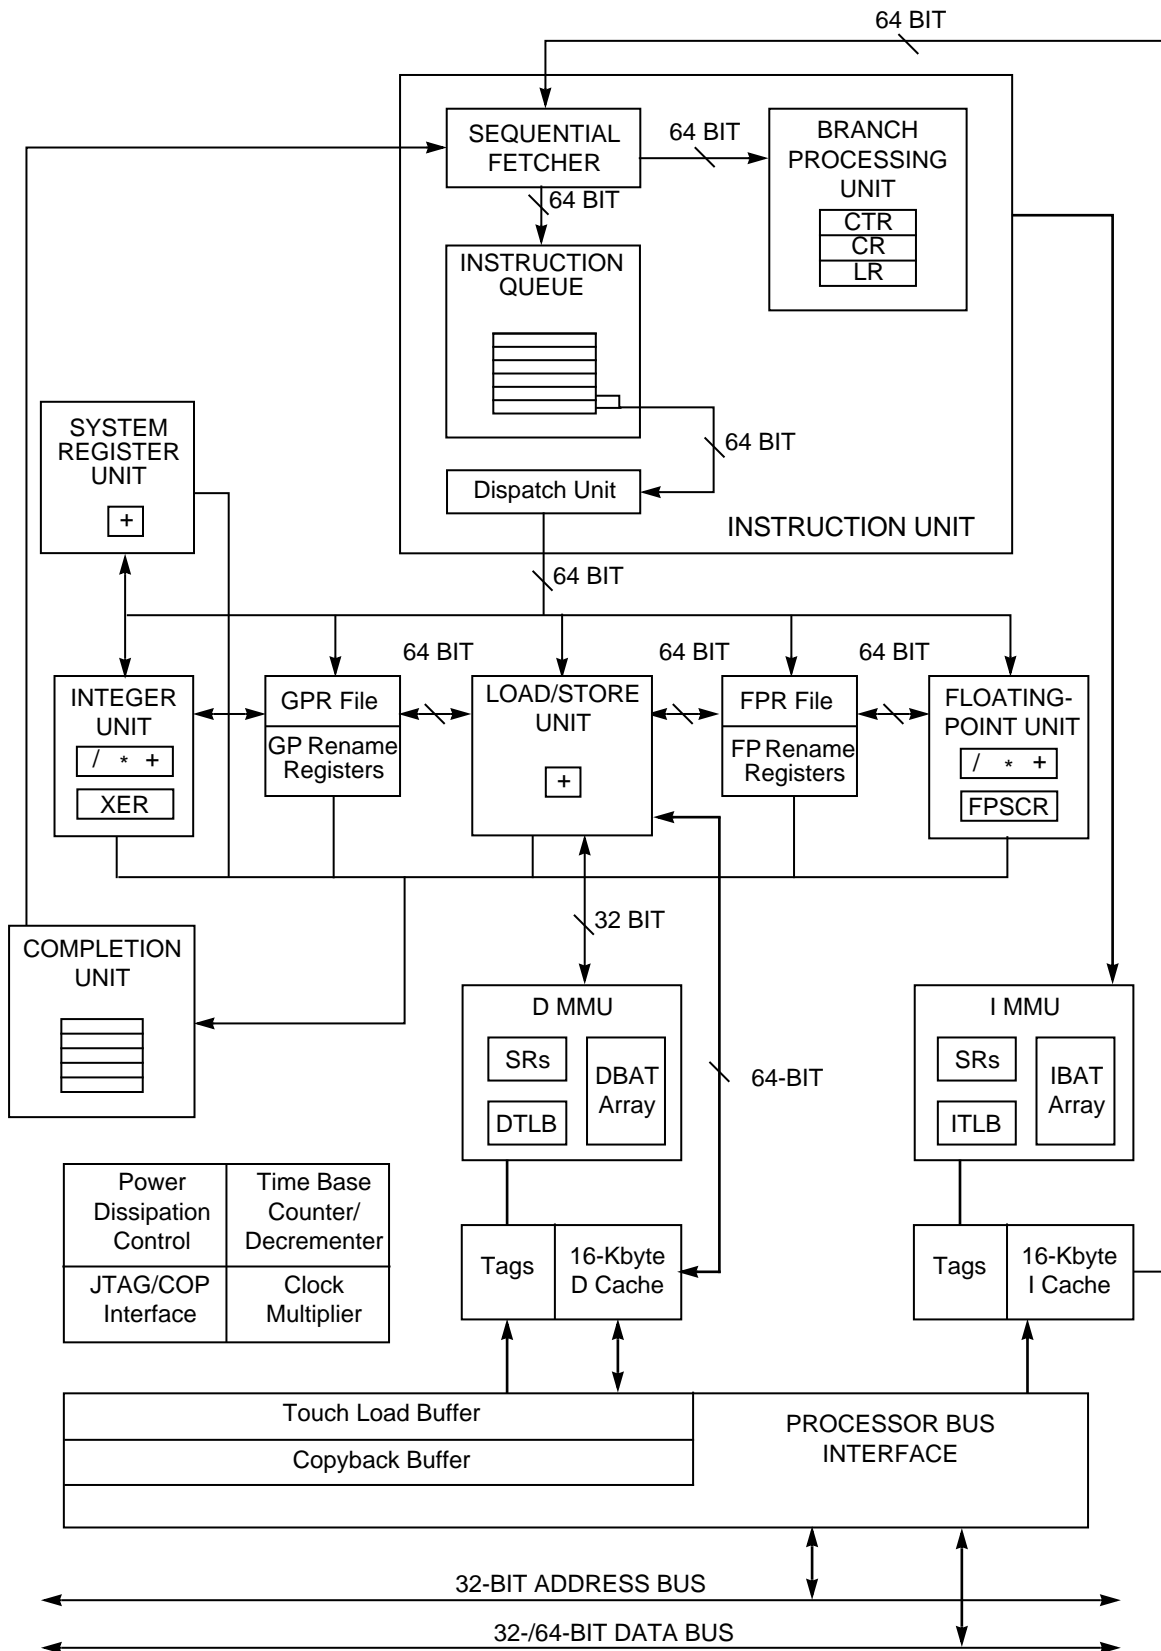 64 BIT
SEQUENTIAL
FETCHER
64 BIT
BRANCH
PROCESSING
UNIT
CTR
CR
LR
64 BIT
INSTRUCTION
QUEUE
64 BIT
Dispatch Unit
INSTRUCTION UNIT
SYSTEM
REGISTER
UNIT
+
64 BIT
INTEGER
UNIT
/ * +
XER
GPR File
GP Rename
Registers
64 BIT
LOAD/STORE
UNIT
+
64 BIT
FPR File
FP Rename
Registers
64 BIT
FLOATING-
POINT UNIT
/ * +
FPSCR
32 BIT
COMPLETION
UNIT
D MMU
SRs
DTLB
DBAT
Array
64-BIT
I MMU
SRs
ITLB
IBAT
Array
Power
Dissipation
Control
Time Base
Counter/
Decrementer
JTAG/COP
Interface
Clock
Multiplier
Tags
16-Kbyte
D Cache
Tags
16-Kbyte
I Cache
Touch Load Buffer
Copyback Buffer
PROCESSOR BUS
INTERFACE
32-BIT ADDRESS BUS
32-/64-BIT DATA BUS